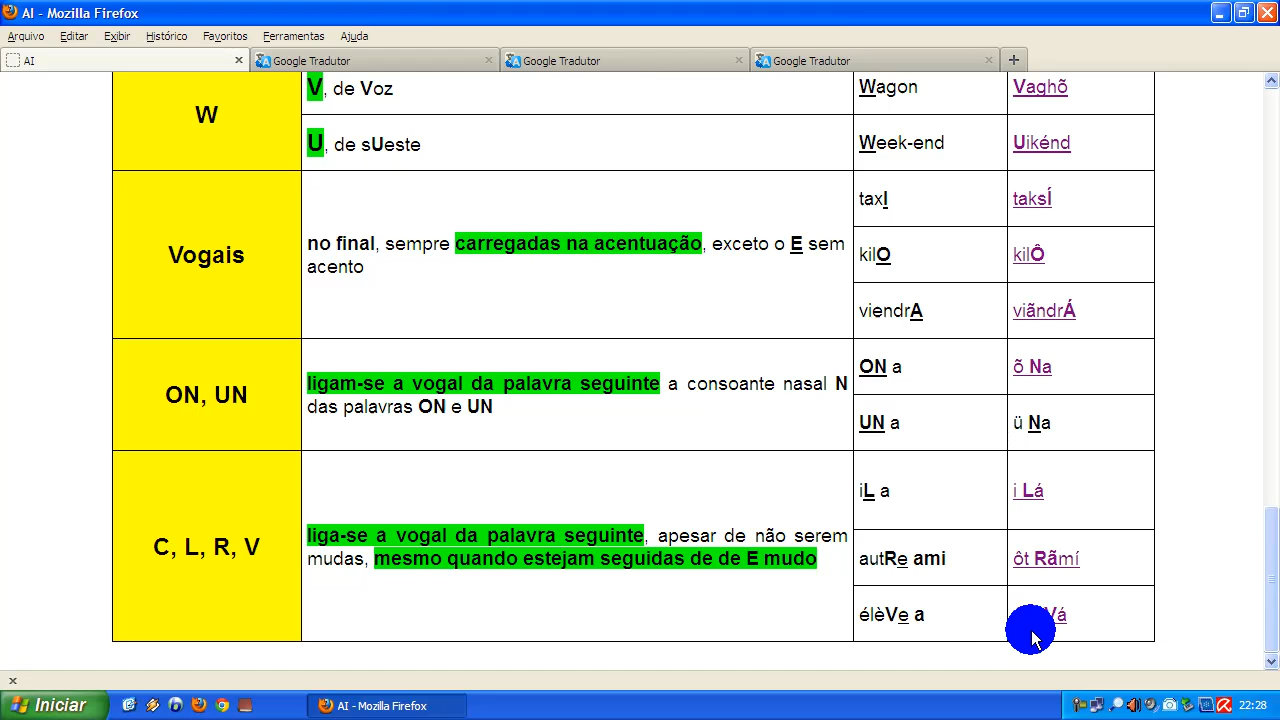 AI - Mozilla Firefox
Arquivo Editar Exibir Histórico Favoritos Ferramentas Ajuda
AI Google Tradutor Google Tradutor Google Tradutor
W
V, de Voz
Wagon
Vaghõ
U, de sUeste
Week-end
Uikénd
Vogais
no final, sempre carregadas na acentuação, exceto o E sem
acento
taxI
taksÍ
kilO
kilÔ
viendrA
viãndrÁ
ON, UN
ligam-se a vogal da palavra seguinte a consoante nasal N
das palavras ON e UN
ON a
õ Na
UN a
ü Na
C, L, R, V
liga-se a vogal da palavra seguinte, apesar de não serem
mudas, mesmo quando estejam seguidas de de E mudo
iL a
i Lá
autRe ami
ôt Rãmí
élèVe a
Vá
Iniciar
AI - Mozilla Firefox
22:28